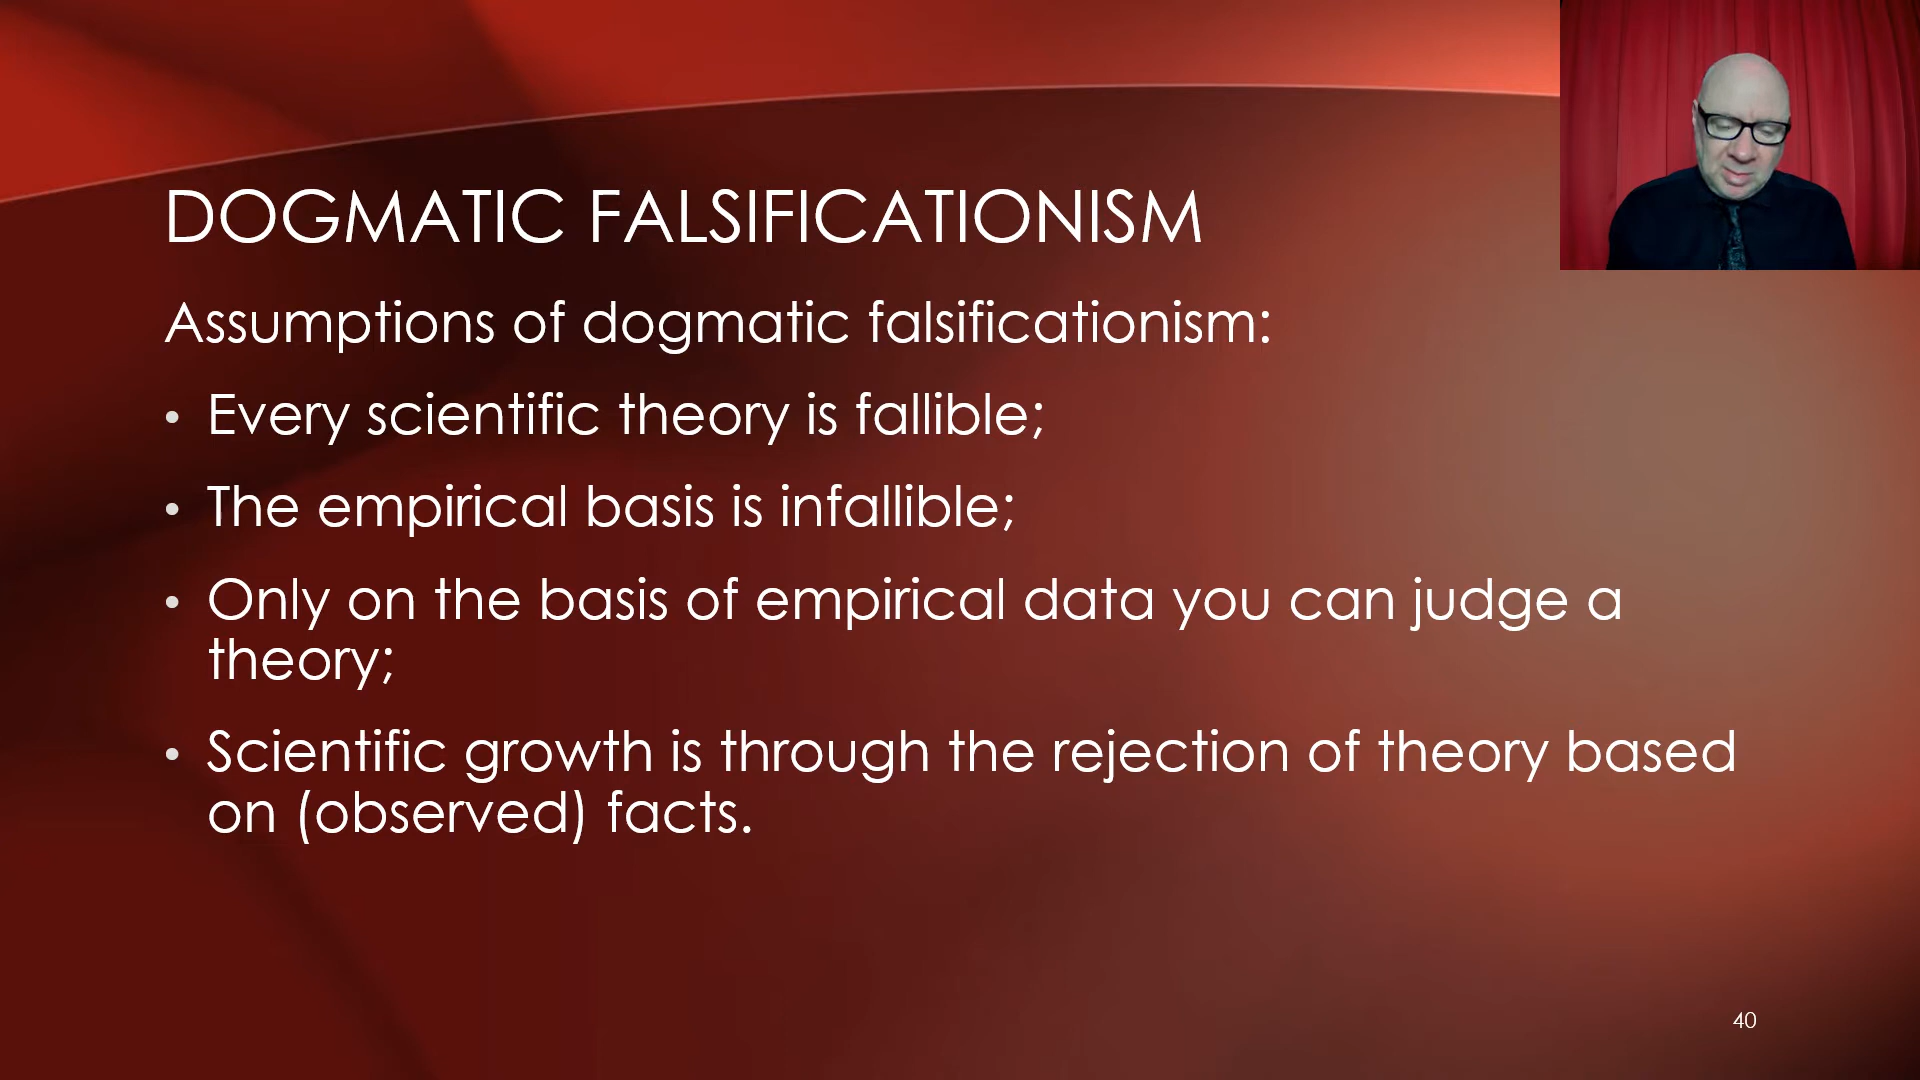 DOGMATIC FALSIFICATIONISM
Assumptions of dogmatic falsificationism:
• Every scientific theory is fallible;
• The empirical basis is infallible;
• Only on the basis of empirical data you can judge a
theory;
• Scientific growth is through the rejection of theory based
on (observed) facts.
40